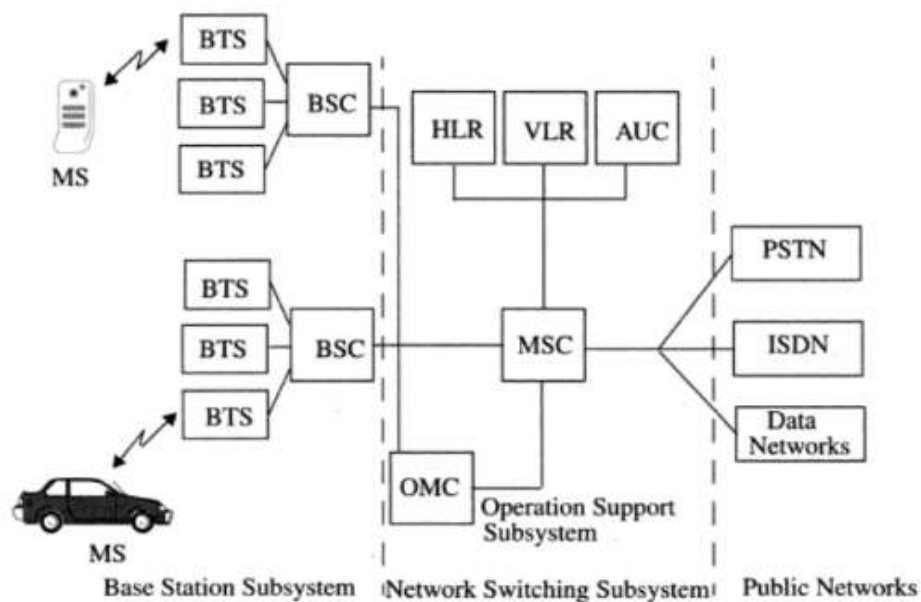 BTS
BTS
BTS
BSC
MS
HLR
VLR
AUC
BTS
BTS
BTS
BSC
MSC
PSTN
ISDN
Data
Networks
OMC
Operation Support
Subsystem
MS
Base Station Subsystem
Network Switching Subsystem
Public Networks